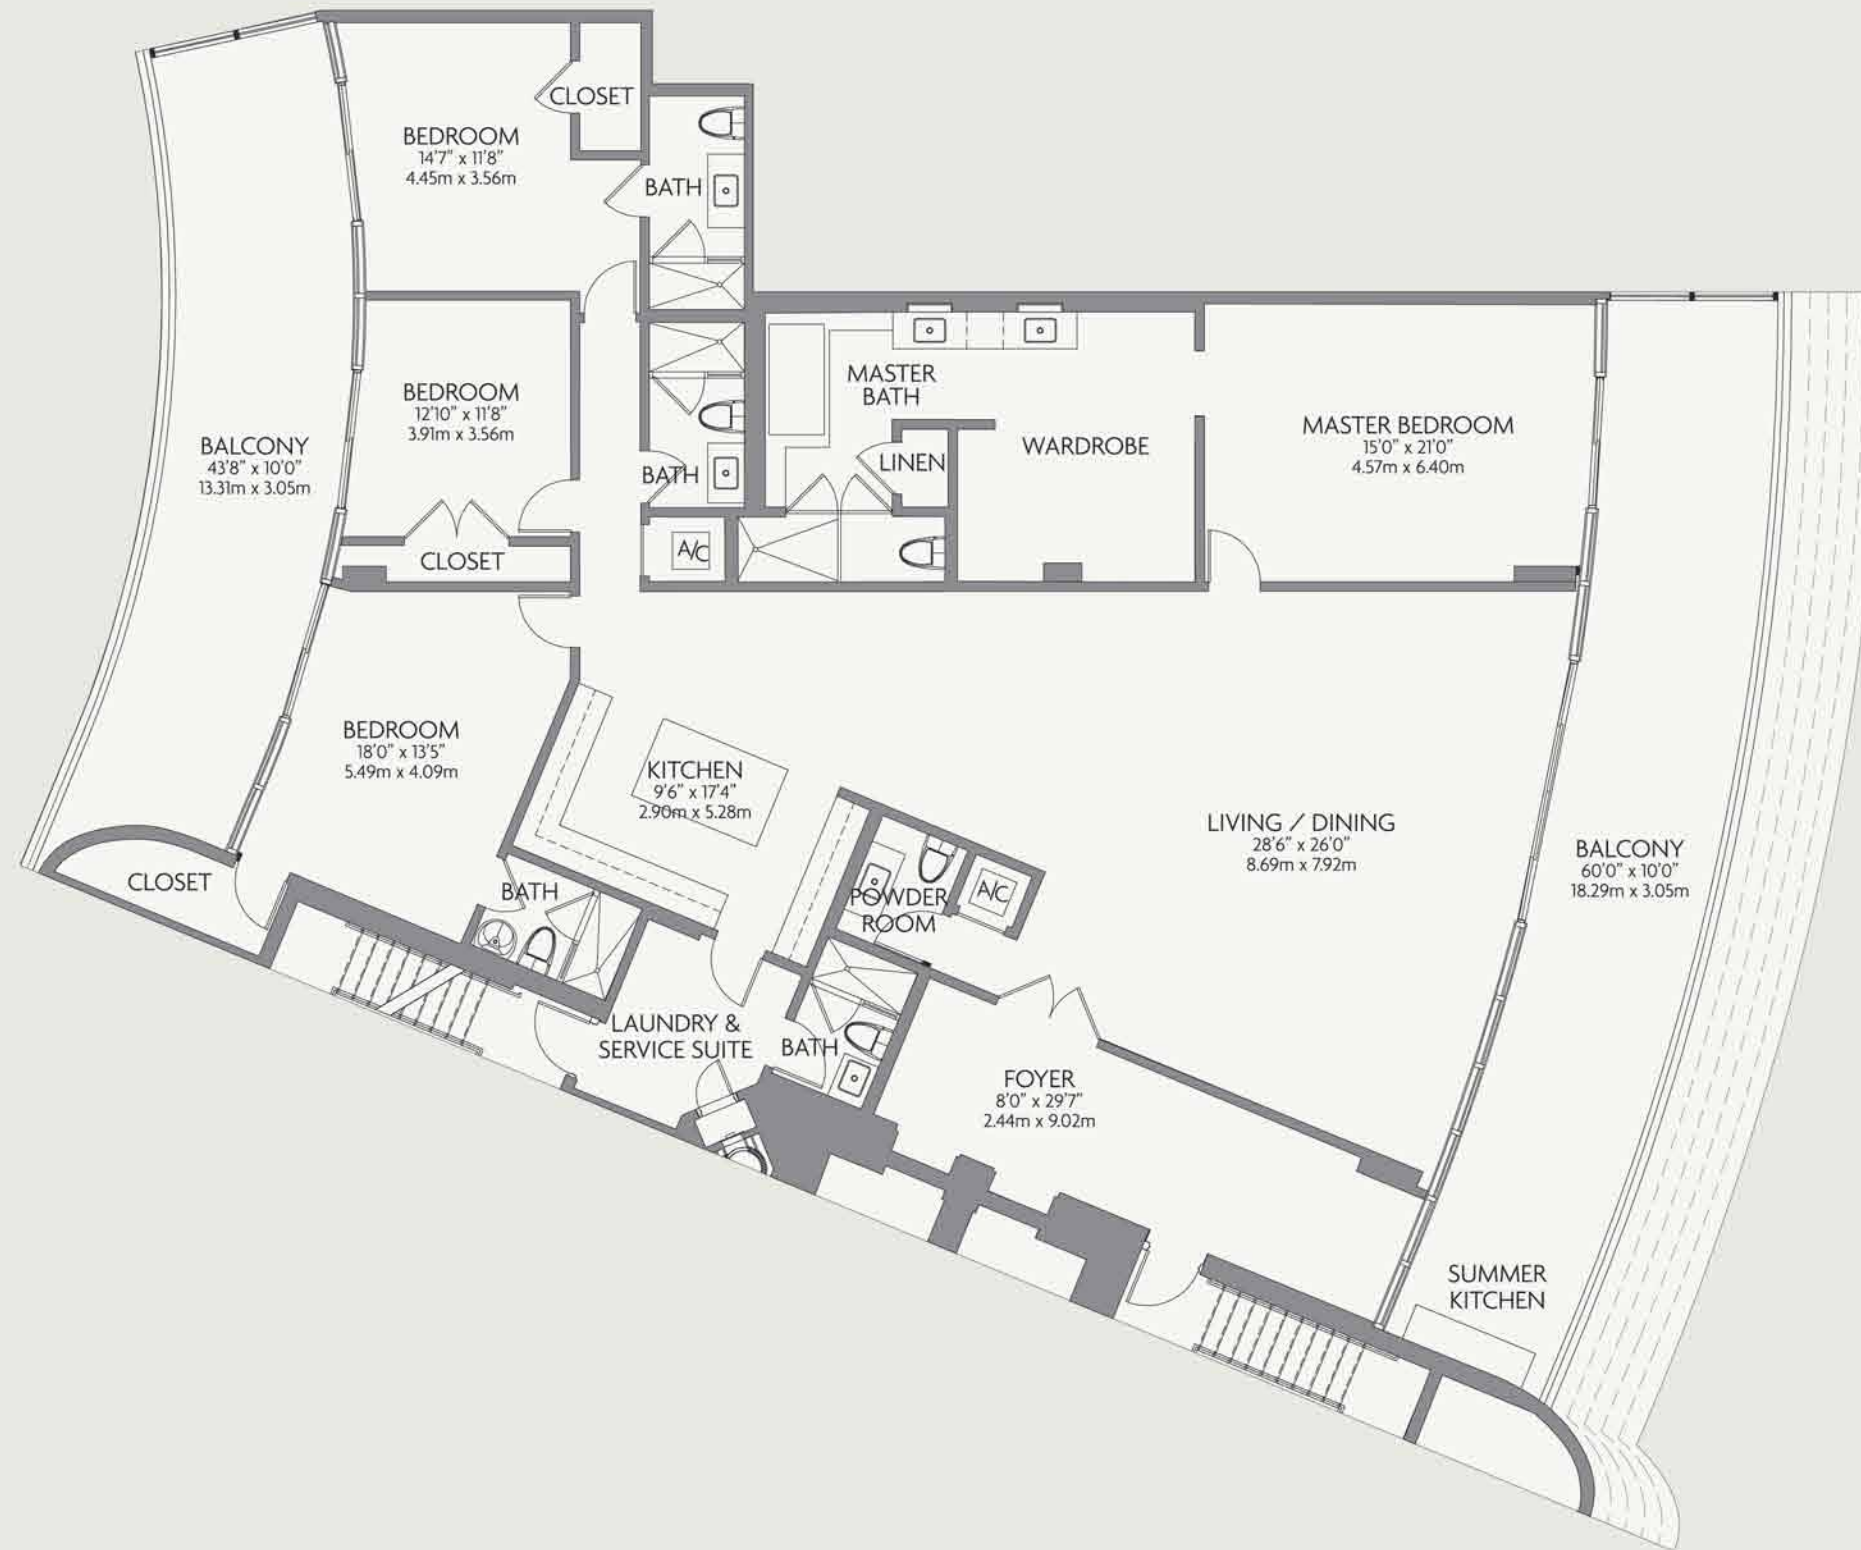 CLOSET
BEDROOM
14'7" x 11'8"
4.45m x 3.56m
BATH
BEDROOM
12'10" x 11'8"
3.91m x 3.56m
MASTER
BATH
MASTER BEDROOM
15'0" x 21'0"
4.57m x 6.40m
BALCONY
43'8" x 10'0"
13.31m x 3.05m
WARDROBE
LINEN
BATH
A/C
CLOSET
BEDROOM
18'0" x 13'5"
5.49m x 4.09m
KITCHEN
9'6" x 17'4"
2.90m x 5.28m
LIVING / DINING
28'6" x 26'0"
8.69m x 7.92m
BALCONY
60'0" x 10'0"
18.29m x 3.05m
CLOSET
BATH
POWDER
ROOM
A/C
LAUNDRY &
SERVICE SUITE
BATH
FOYER
8'0" x 29'7"
2.44m x 9.02m
SUMMER
KITCHEN